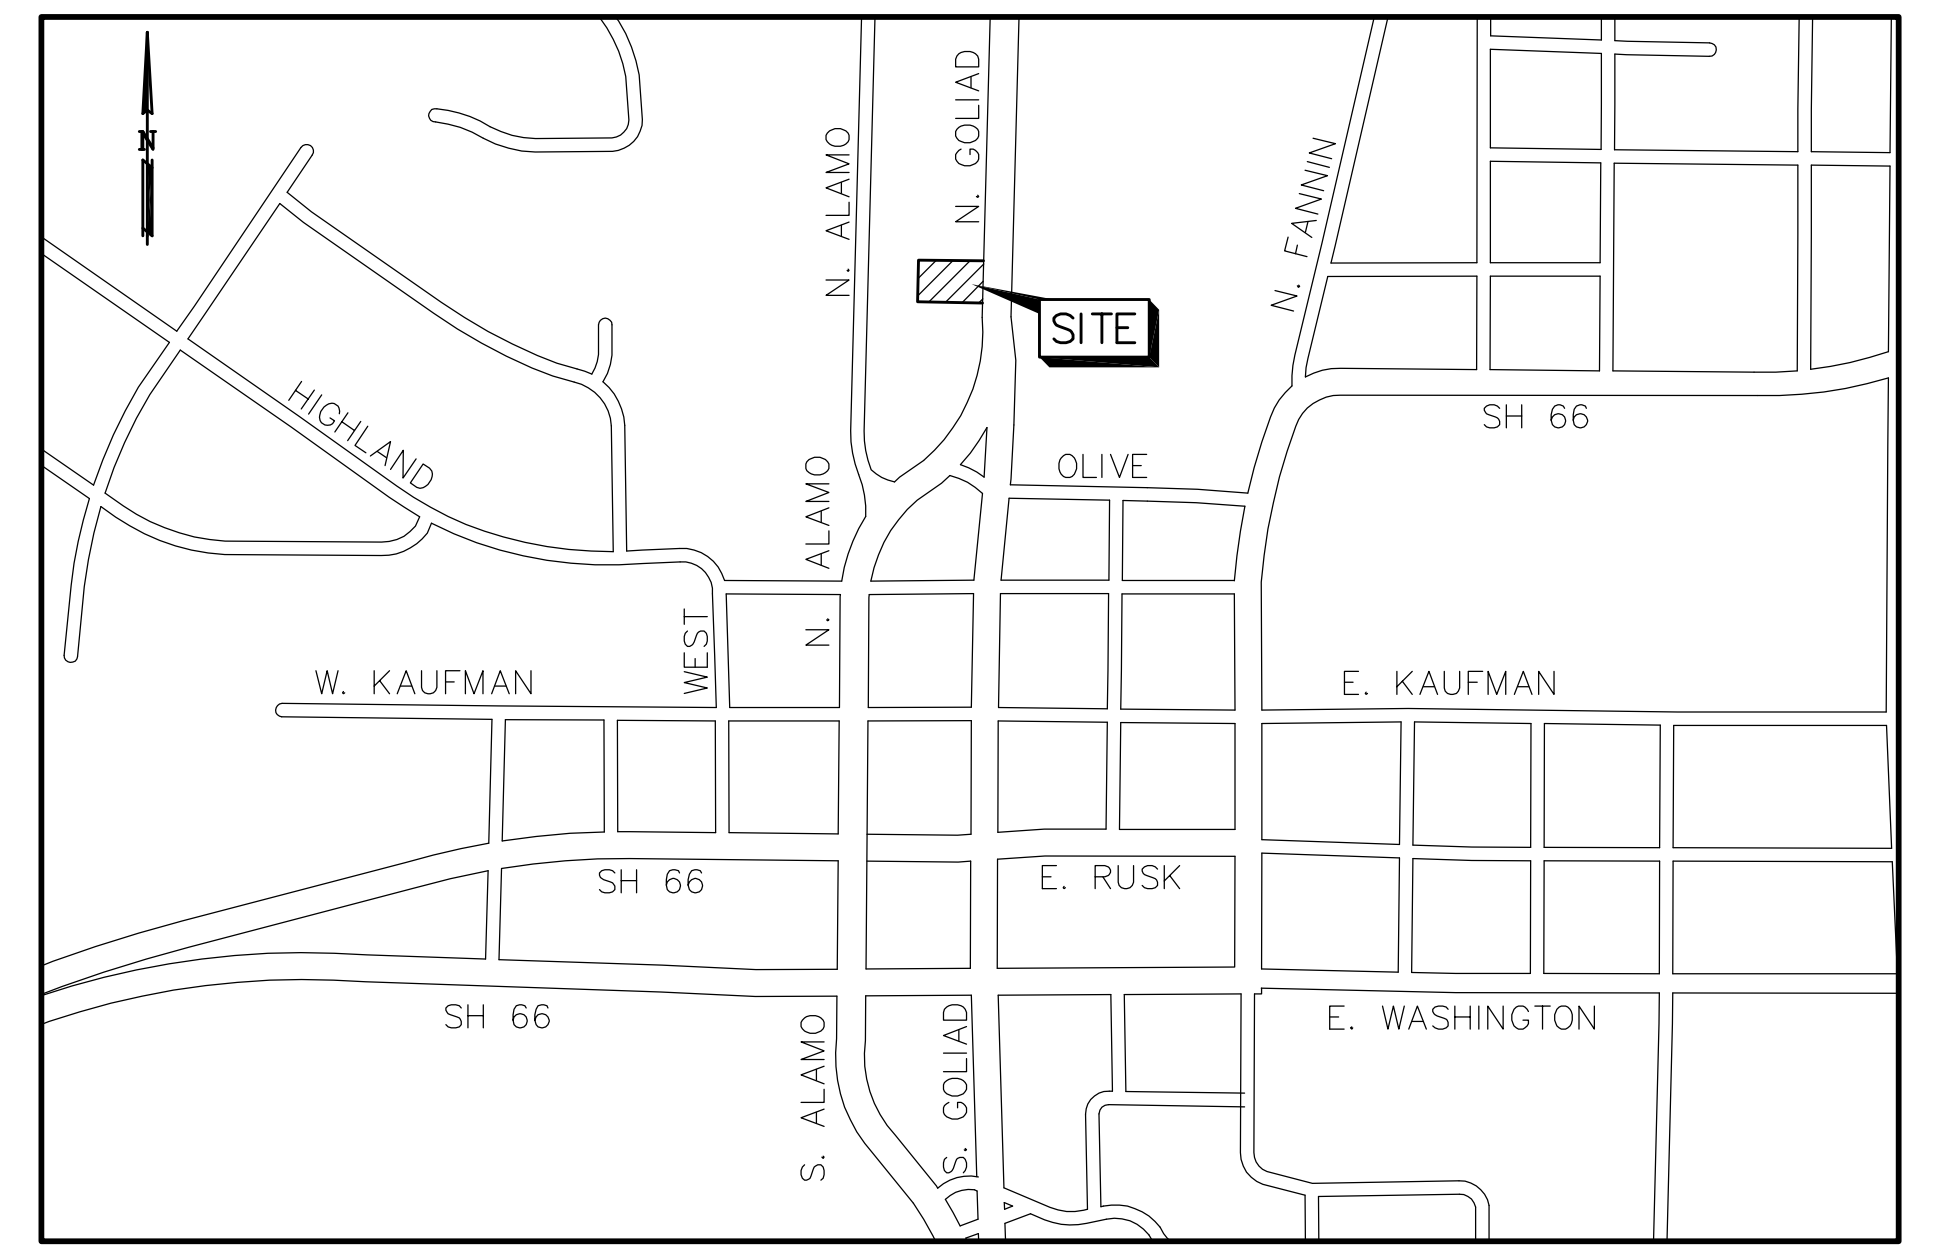 N
N. ALAMO
N. GOLIAD
N. FANNIN
SITE
HIGHLAND
SH 66
OLIVE
N. ALAMO
WEST
W. KAUFMAN
E. KAUFMAN
SH 66
E. RUSK
SH 66
S. ALAMO
S. GOLIAD
E. WASHINGTON